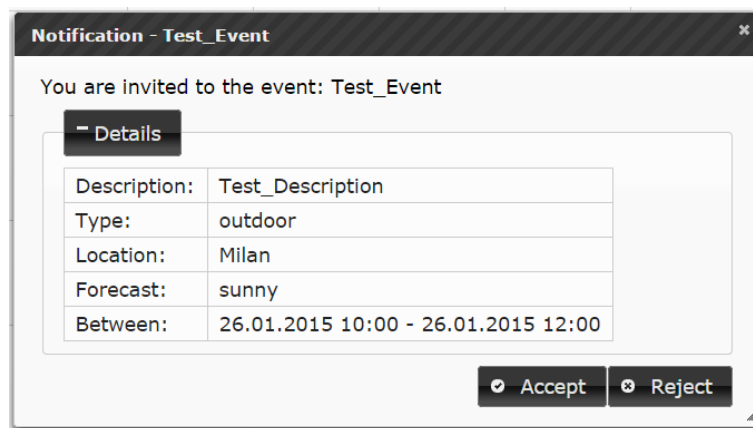 Notification - Test_Event
You are invited to the event: Test_Event
Details
Description: Test_Description
Type: outdoor
Location: Milan
Forecast: sunny
Between: 26.01.2015 10:00 - 26.01.2015 12:00
Accept Reject